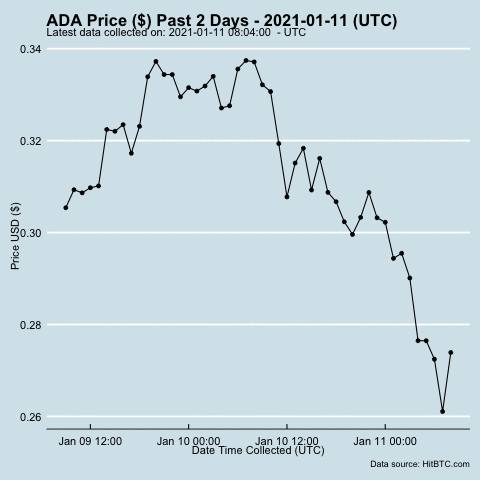 ADA Price ($) Past 2 Days - 2021-01-11 (UTC)
Latest data collected on: 2021-01-11 08:04:00  - UTC
0.34
0.32
0.30
0.28
0.26
Price USD ($)
Jan 09 12:00
Jan 10 00:00
Jan 10 12:00
Jan 11 00:00
Date Time Collected (UTC)
Data source: HitBTC.com